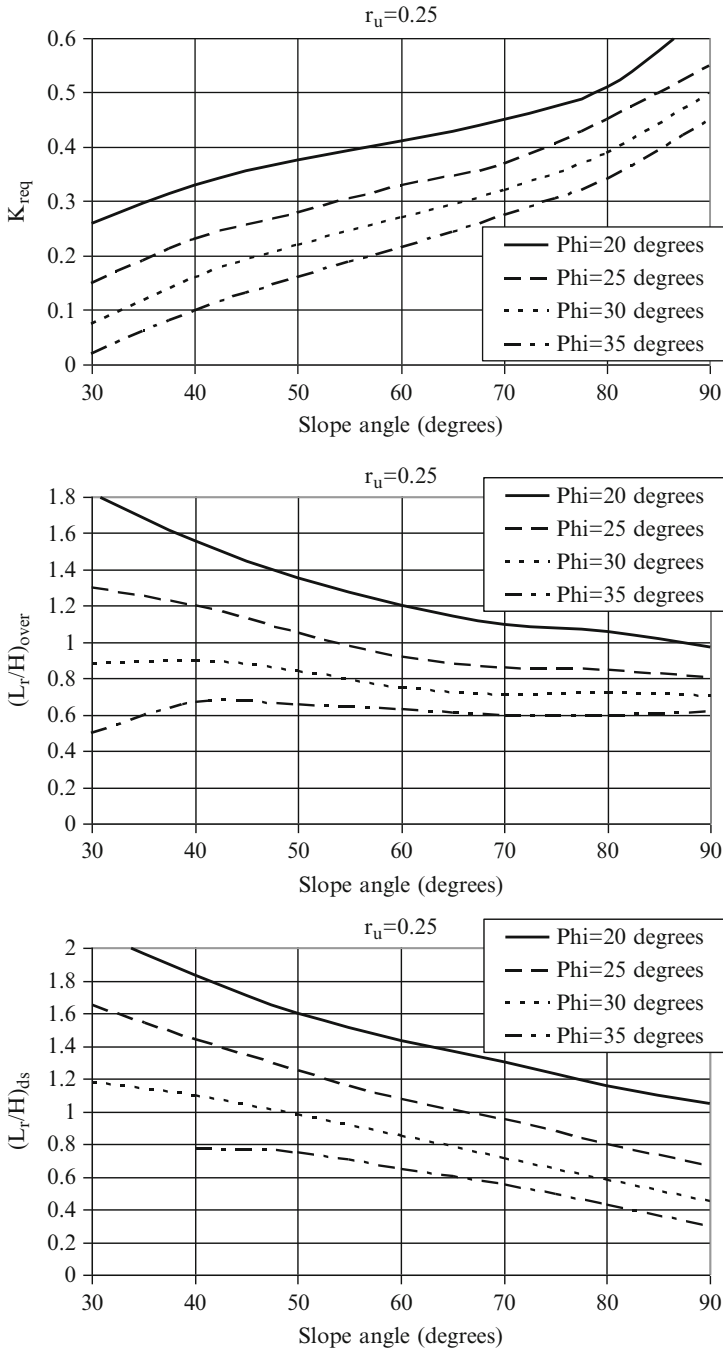 r_u=0.25
0.6
0.5
0.4
0.3
0.2
0.1
0
K_req
Phi=20 degrees
Phi=25 degrees
Phi=30 degrees
Phi=35 degrees
30 40 50 60 70 80 90
Slope angle (degrees)
r_u=0.25
1.8
1.6
1.4
1.2
1
0.8
0.6
0.4
0.2
0
(L_r/H)_over
Phi=20 degrees
Phi=25 degrees
Phi=30 degrees
Phi=35 degrees
30 40 50 60 70 80 90
Slope angle (degrees)
r_u=0.25
2
1.8
1.6
1.4
1.2
1
0.8
0.6
0.4
0.2
0
(L_r/H)_ds
Phi=20 degrees
Phi=25 degrees
Phi=30 degrees
Phi=35 degrees
30 40 50 60 70 80 90
Slope angle (degrees)